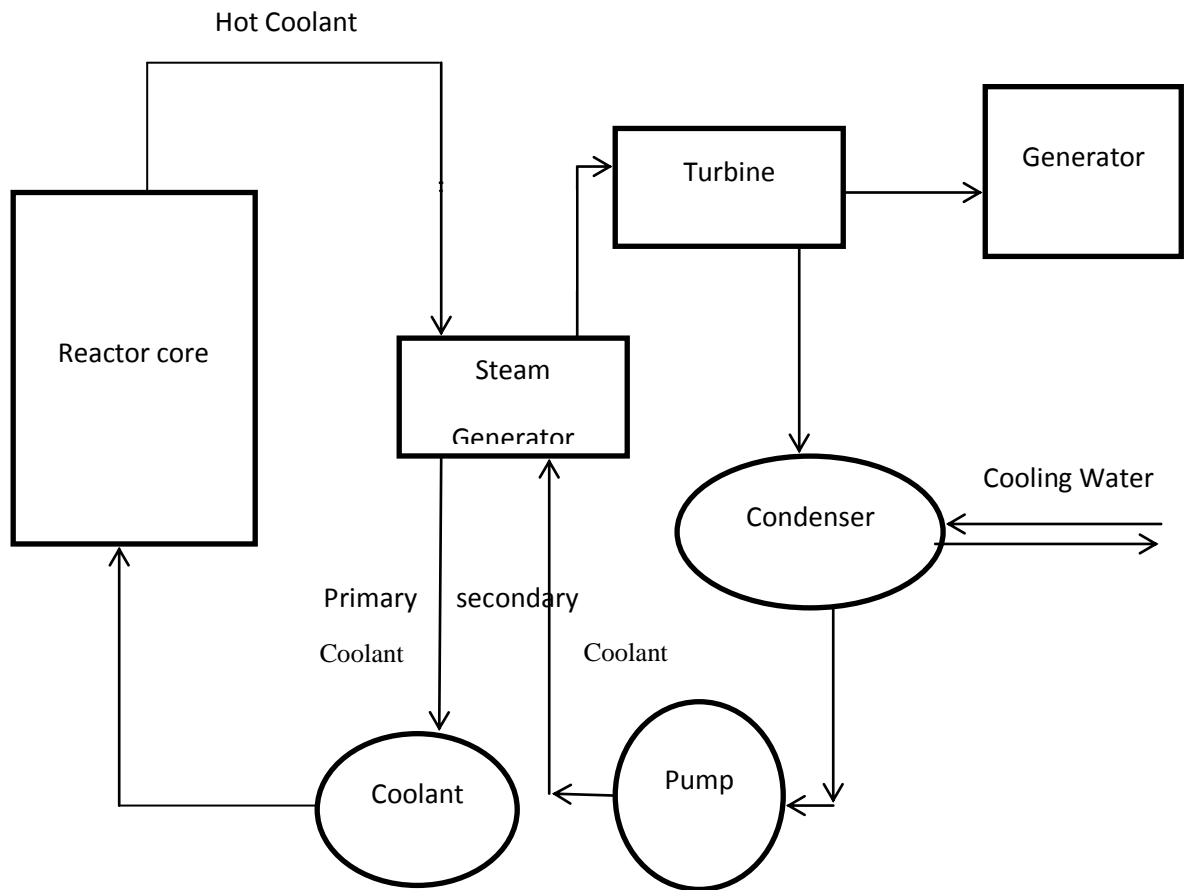 Hot Coolant
Generator
Turbine
Reactor core
Steam
Generator
Cooling Water
Condenser
Primary secondary
Coolant Coolant
Pump
Coolant